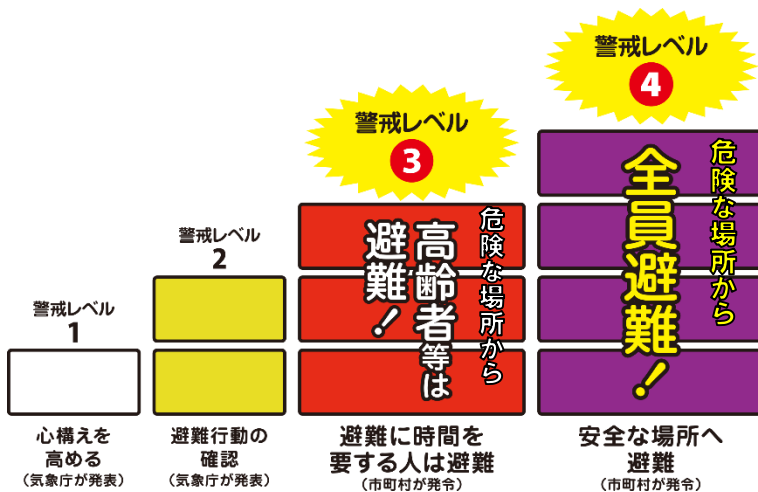 警戒レベル
1
心構えを
高める
(気象庁が発表)
警戒レベル
2
避難行動の
確認
(気象庁が発表)
警戒レベル
3
危険な場所から
高齢者等は
避難！
避難に時間を
要する人は避難
(市町村が発令)
警戒レベル
4
危険な場所から
全員避難！
安全な場所へ
避難
(市町村が発令)